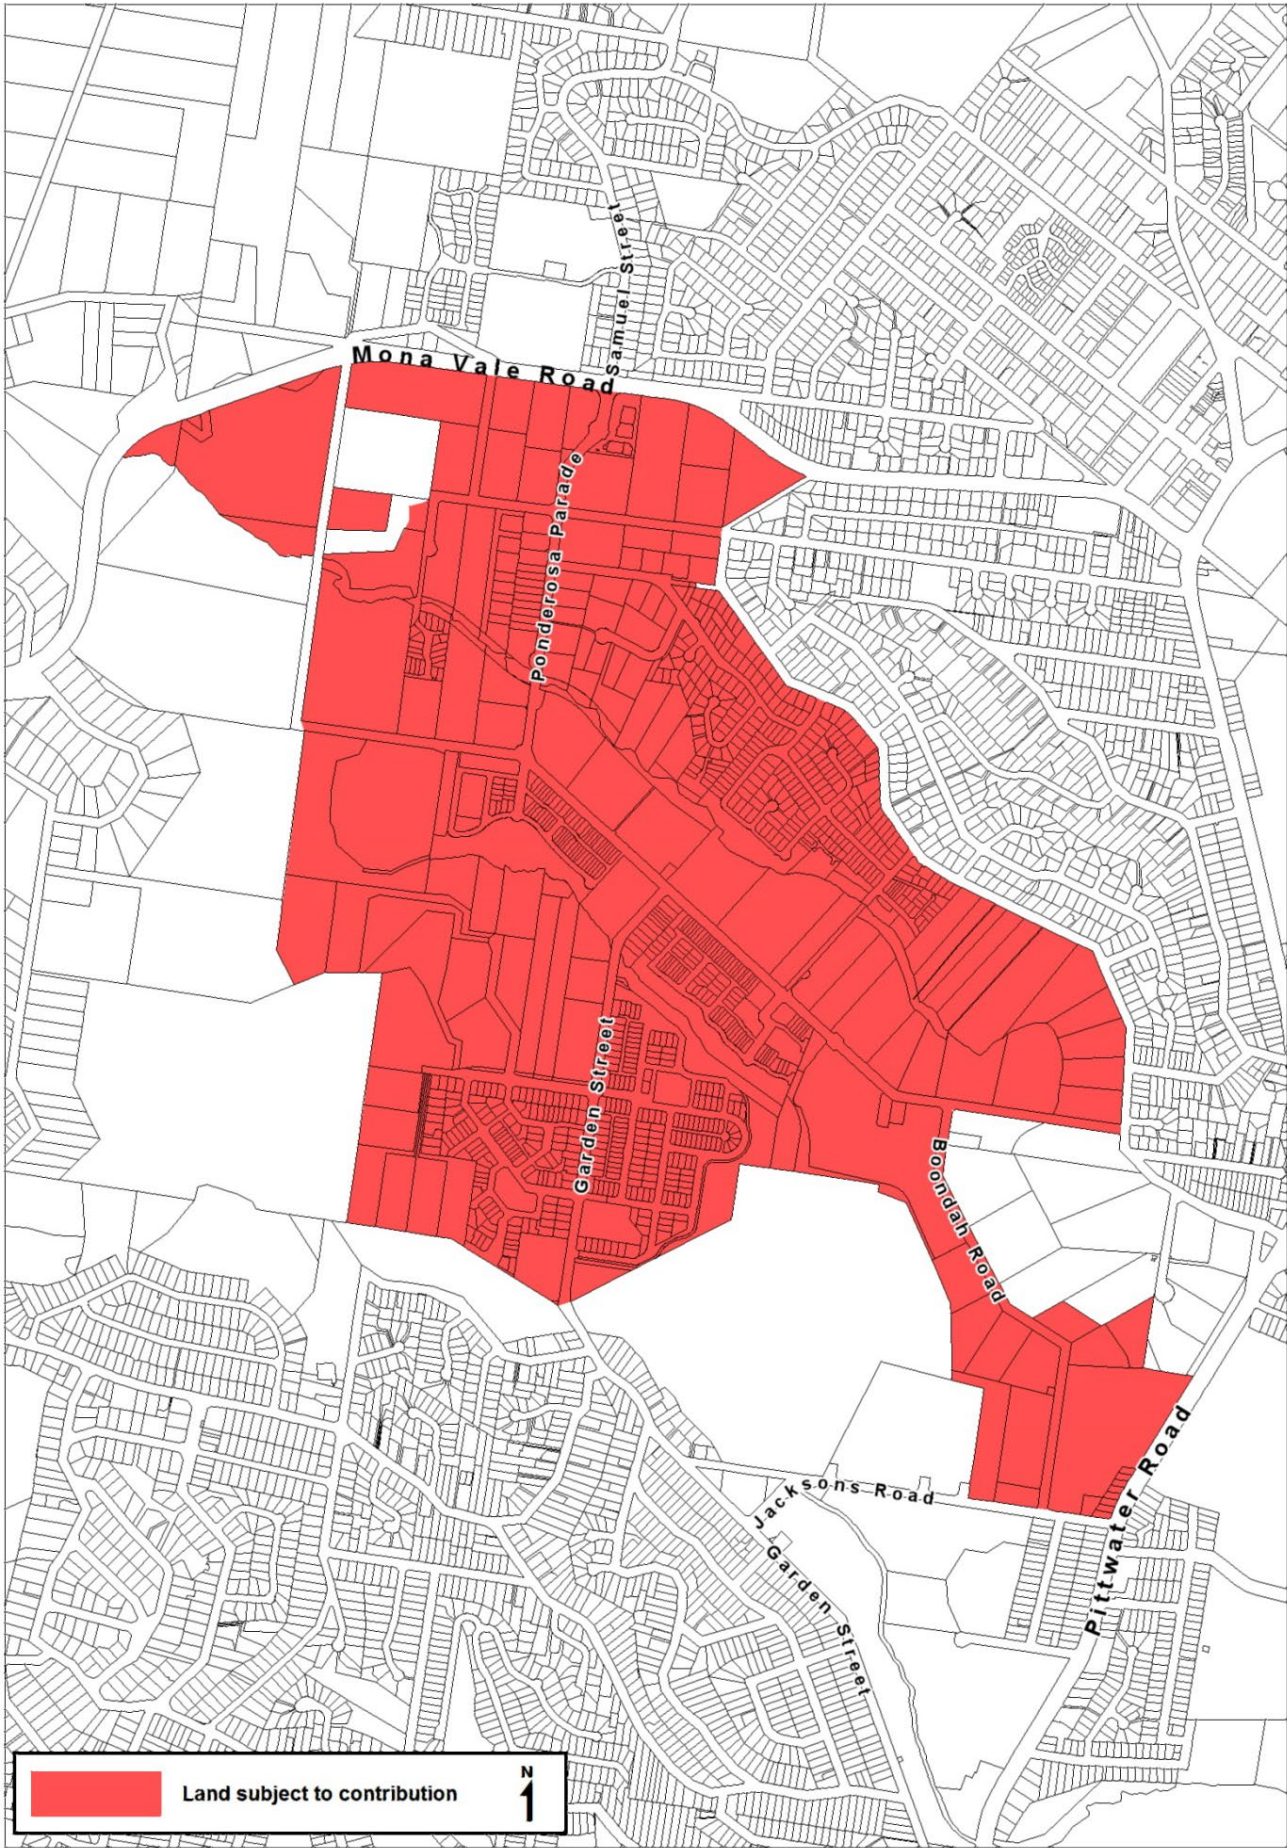 Samuel Street
Mona Vale Road
Ponderosa Parade
Garden Street
Boondah Road
Pittwater Road
Jacksons Road
Garden Street
N
Land subject to contribution